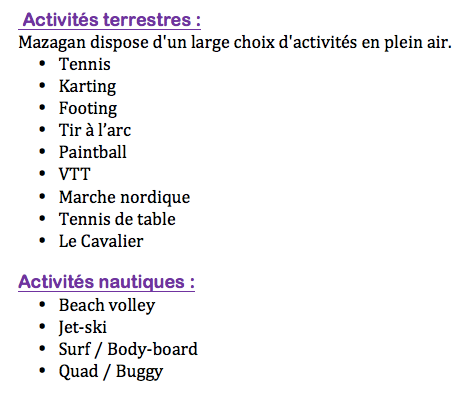 Activités terrestres :
Mazagan dispose d'un large choix d'activités en plein air.
• Tennis
• Karting
• Footing
• Tir à l’arc
• Paintball
• VTT
• Marche nordique
• Tennis de table
• Le Cavalier
Activités nautiques :
• Beach volley
• Jet-ski
• Surf / Body-board
• Quad / Buggy